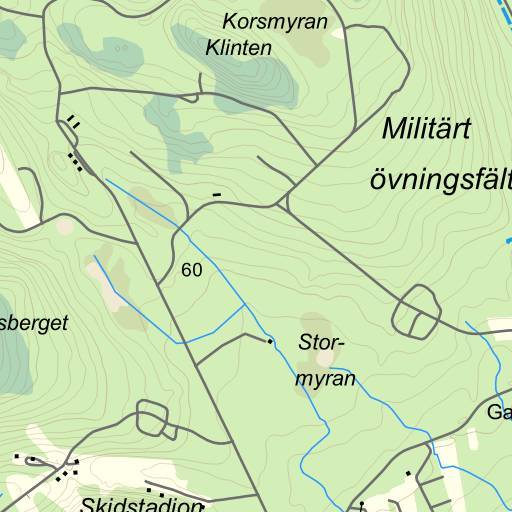 Korsmyran
Klinten
Militärt
övningsfält
60
sberget
Stor-
myran
Ga
Skidstadion